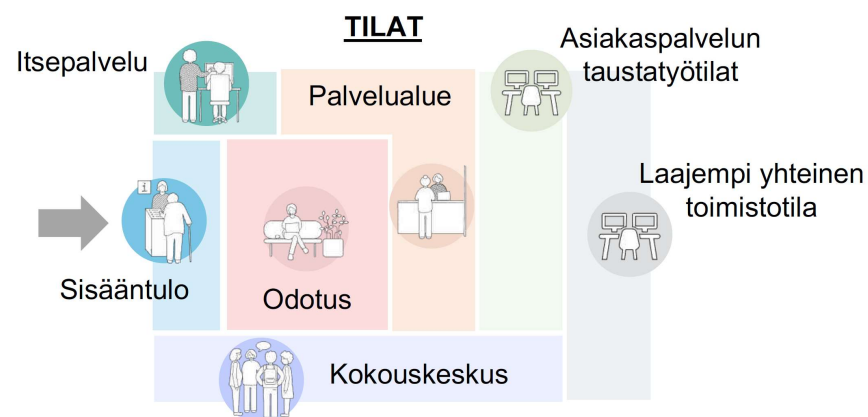 TILAT
Itsepalvelu
Palvelualue
Asiakaspalvelun
taustatyötilat
Laajempi yhteinen
toimistotila
i
Sisääntulo
Odotus
Kokouskeskus